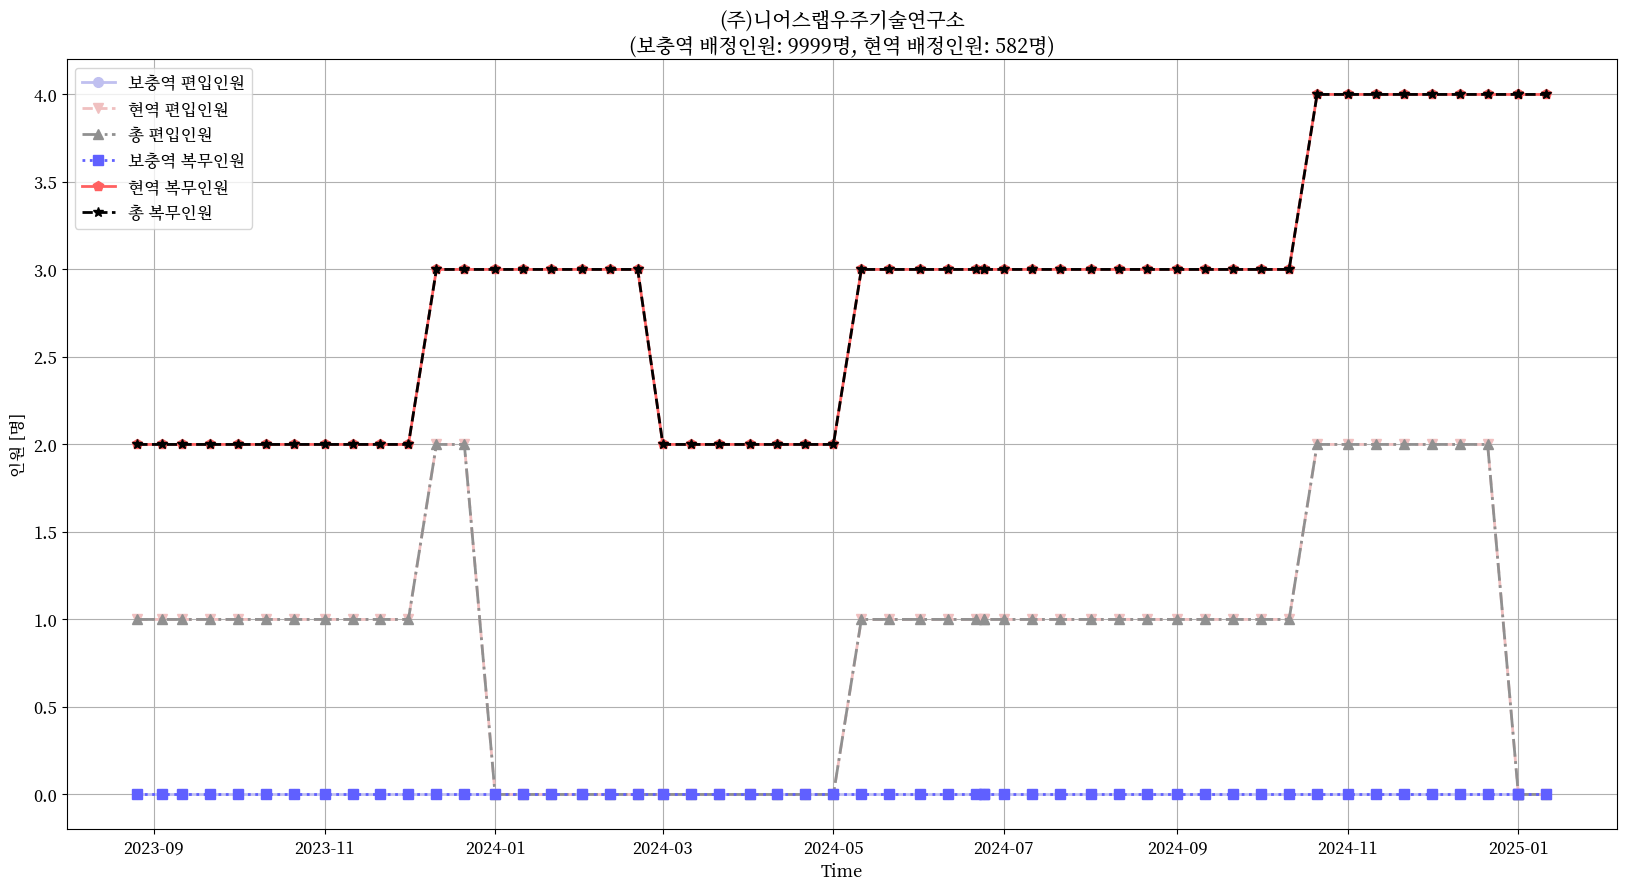 (주)니어스랩우주기술연구소
(보충역 배정인원: 9999명, 현역 배정인원: 582명)
보충역 편입인원
현역 편입인원
총 편입인원
보충역 복무인원
현역 복무인원
총 복무인원
인원 [명]
4.0
3.5
3.0
2.5
2.0
1.5
1.0
0.5
0.0
2023-09
2023-11
2024-01
2024-03
2024-05
2024-07
2024-09
2024-11
2025-01
Time